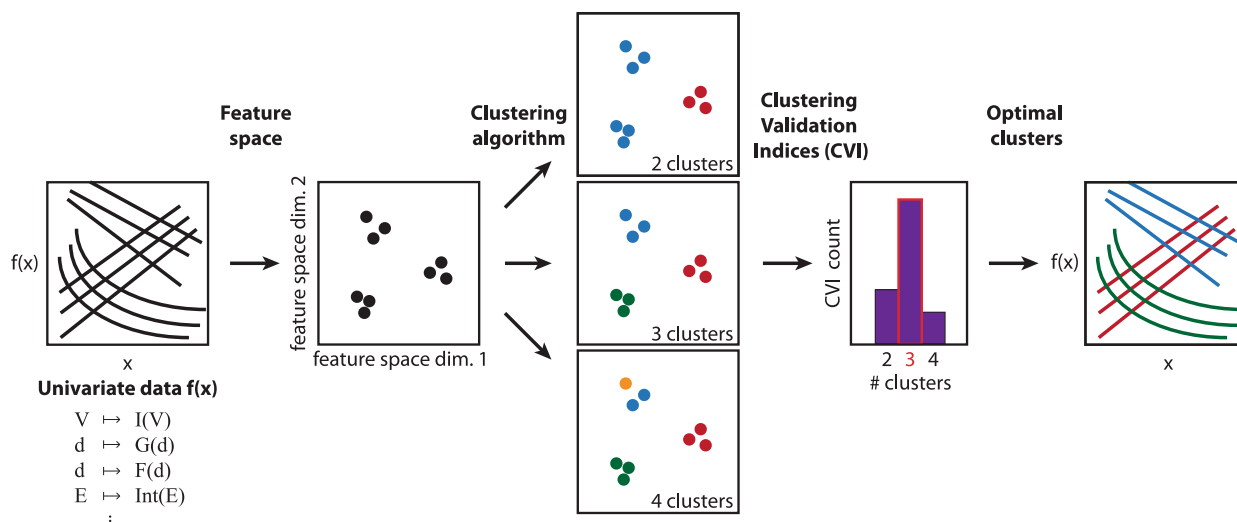 Feature
space
Clustering
algorithm
2 clusters
Clustering
Validation
Indices (CVI)
Optimal
clusters
f(x)
x
Univariate data f(x)
V ↦ I(V)
d ↦ G(d)
d ↦ F(d)
E ↦ Int(E)
⋮
feature space dim. 2
feature space dim. 1
3 clusters
4 clusters
CVI count
2 3 4
# clusters
f(x)
x